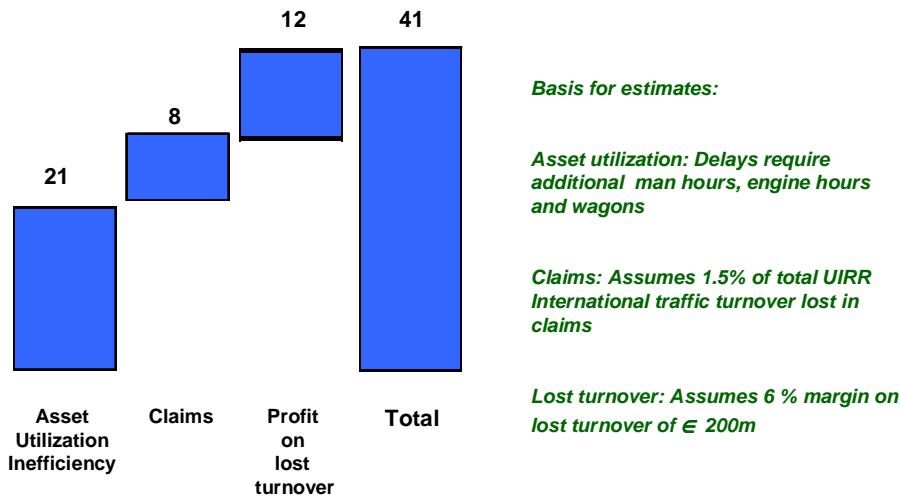 12
41
8
21
Asset
Utilization
Inefficiency
Claims
Profit
on
lost
turnover
Total
Basis for estimates:
Asset utilization: Delays require
additional man hours, engine hours
and wagons
Claims: Assumes 1.5% of total UIRR
International traffic turnover lost in
claims
Lost turnover: Assumes 6 % margin on
lost turnover of ∈ 200m